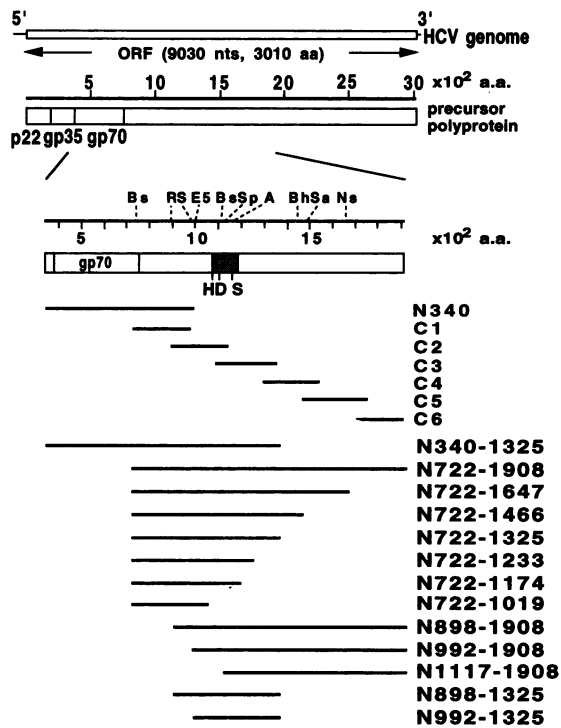 5' 3'
HCV genome
ORF (9030 nts, 3010 aa)
5 10 15 20 25 30 x10² a.a.
precursor
polyprotein
p22 gp35 gp70
Bs RS E5 BsSp A BhSa Ns
5 10 15 x10² a.a.
gp70
HD S
N340
C1
C2
C3
C4
C5
C6
N340-1325
N722-1908
N722-1647
N722-1466
N722-1325
N722-1233
N722-1174
N722-1019
N898-1908
N992-1908
N1117-1908
N898-1325
N992-1325